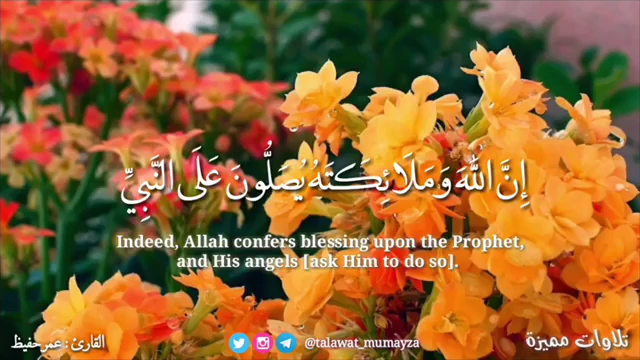 إِنَّ اللَّهَ وَمَلَائِكَتَهُ يُصَلُّونَ عَلَى النَّبِيِّ
Indeed, Allah confers blessing upon the Prophet,
and His angels [ask Him to do so].
القارئ : عمر حفيظ
@talawat_mumayza
تلاوات مميزة